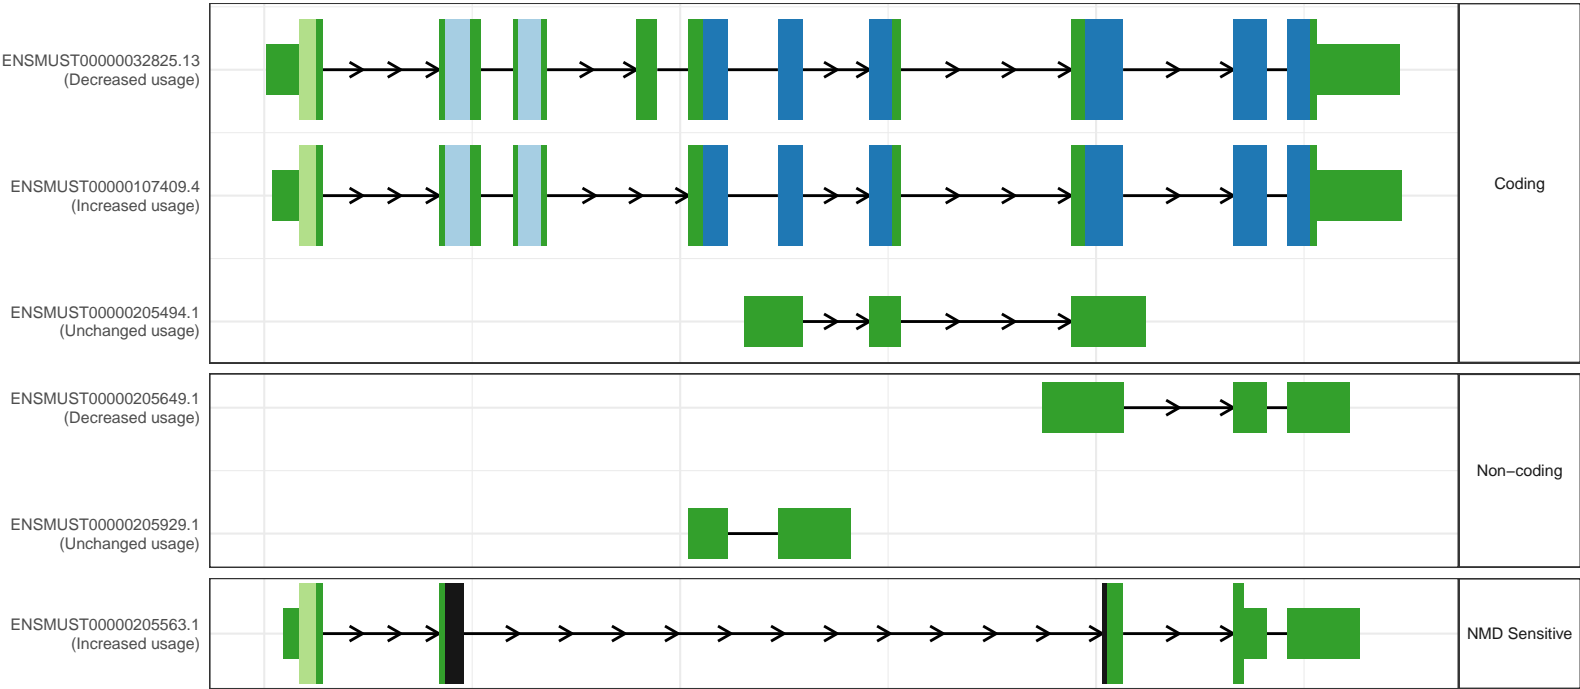 ENSMUST00000032825.13
(Decreased usage)
ENSMUST00000107409.4
(Increased usage)
Coding
ENSMUST00000205494.1
(Unchanged usage)
ENSMUST00000205649.1
(Decreased usage)
Non−coding
ENSMUST00000205929.1
(Unchanged usage)
ENSMUST00000205563.1
(Increased usage)
NMD Sensitive